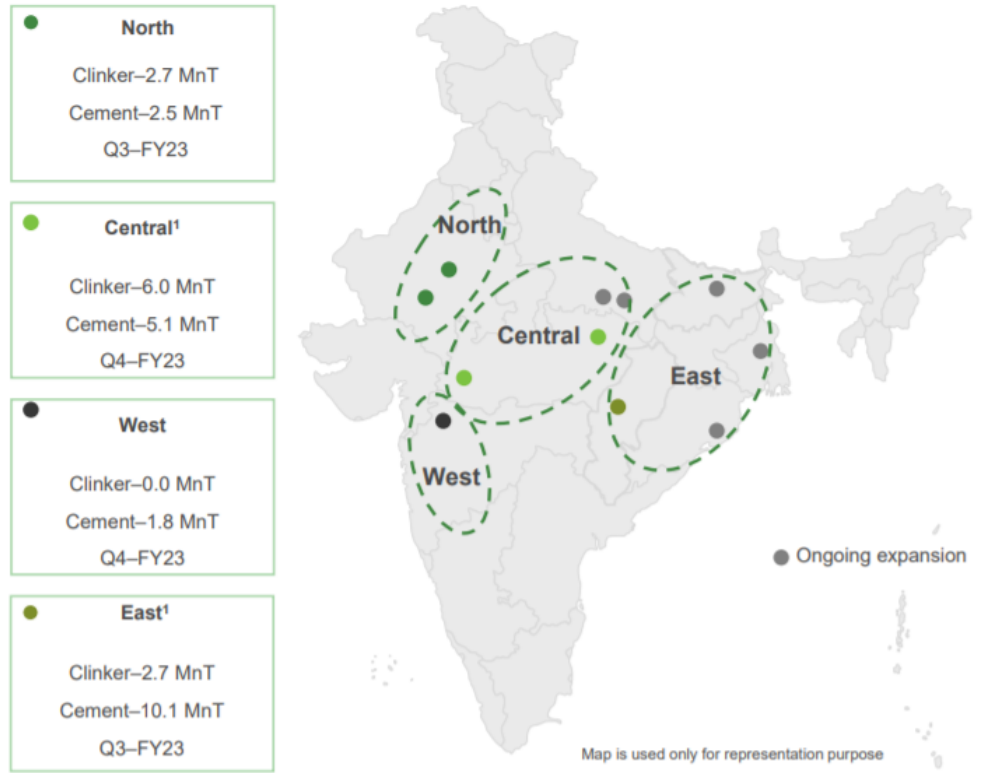 North
Clinker–2.7 MnT
Cement–2.5 MnT
Q3–FY23
Central¹
Clinker–6.0 MnT
Cement–5.1 MnT
Q4–FY23
West
Clinker–0.0 MnT
Cement–1.8 MnT
Q4–FY23
East¹
Clinker–2.7 MnT
Cement–10.1 MnT
Q3–FY23
North
Central
East
West
Ongoing expansion
Map is used only for representation purpose